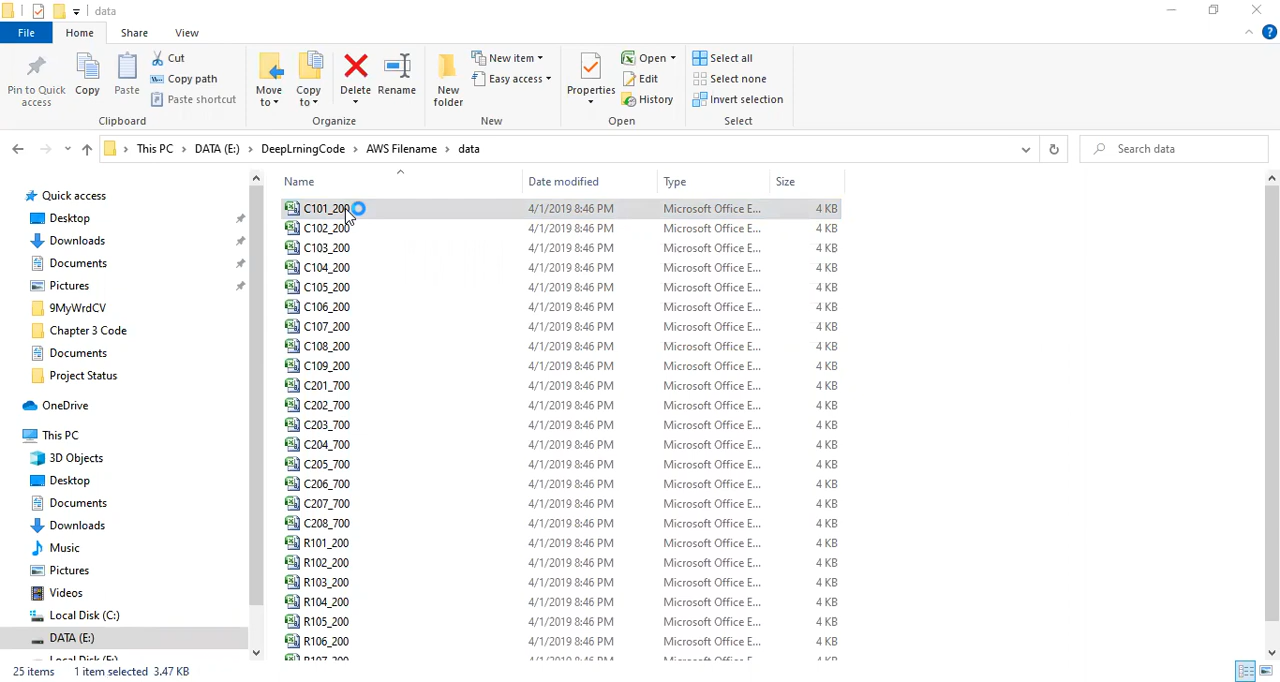 data
File Home Share View
Pin to Quick access
Copy
Paste
Cut
Copy path
Paste shortcut
Clipboard
Move to
Copy to
Delete
Rename
Organize
New folder
New item
Easy access
New
Properties
Open
Edit
History
Open
Select all
Select none
Invert selection
Select
This PC > DATA (E:) > DeepLrningCode > AWS Filename > data
Search data
Quick access
Desktop
Downloads
Documents
Pictures
9MyWrdCV
Chapter 3 Code
Documents
Project Status
OneDrive
This PC
3D Objects
Desktop
Documents
Downloads
Music
Pictures
Videos
Local Disk (C:)
DATA (E:)
Local Disk (F:)
Name Date modified Type Size
C101_200 4/1/2019 8:46 PM Microsoft Office E... 4 KB
C102_200 4/1/2019 8:46 PM Microsoft Office E... 4 KB
C103_200 4/1/2019 8:46 PM Microsoft Office E... 4 KB
C104_200 4/1/2019 8:46 PM Microsoft Office E... 4 KB
C105_200 4/1/2019 8:46 PM Microsoft Office E... 4 KB
C106_200 4/1/2019 8:46 PM Microsoft Office E... 4 KB
C107_200 4/1/2019 8:46 PM Microsoft Office E... 4 KB
C108_200 4/1/2019 8:46 PM Microsoft Office E... 4 KB
C109_200 4/1/2019 8:46 PM Microsoft Office E... 4 KB
C201_700 4/1/2019 8:46 PM Microsoft Office E... 4 KB
C202_700 4/1/2019 8:46 PM Microsoft Office E... 4 KB
C203_700 4/1/2019 8:46 PM Microsoft Office E... 4 KB
C204_700 4/1/2019 8:46 PM Microsoft Office E... 4 KB
C205_700 4/1/2019 8:46 PM Microsoft Office E... 4 KB
C206_700 4/1/2019 8:46 PM Microsoft Office E... 4 KB
C207_700 4/1/2019 8:46 PM Microsoft Office E... 4 KB
C208_700 4/1/2019 8:46 PM Microsoft Office E... 4 KB
R101_200 4/1/2019 8:46 PM Microsoft Office E... 4 KB
R102_200 4/1/2019 8:46 PM Microsoft Office E... 4 KB
R103_200 4/1/2019 8:46 PM Microsoft Office E... 4 KB
R104_200 4/1/2019 8:46 PM Microsoft Office E... 4 KB
R105_200 4/1/2019 8:46 PM Microsoft Office E... 4 KB
R106_200 4/1/2019 8:46 PM Microsoft Office E... 4 KB
R107_200
25 items 1 item selected 3.47 KB